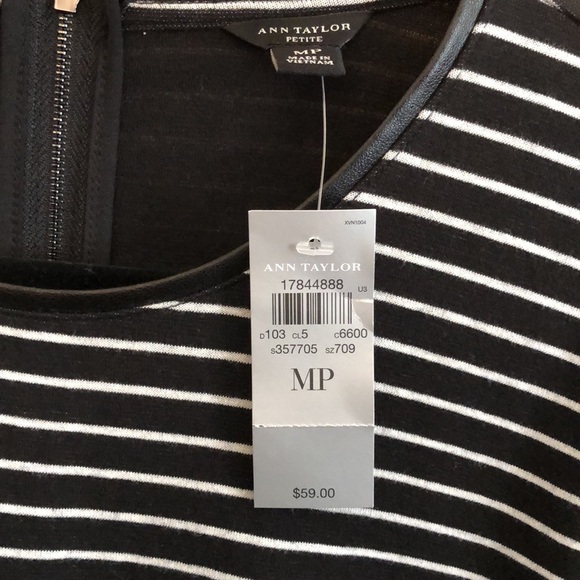 ANN TAYLOR
PETITE
MP
MADE IN
VIETNAM
XVN1004
ANN TAYLOR
17844888
U3
D103 CL5 C6600
S357705 SZ709
MP
$59.00